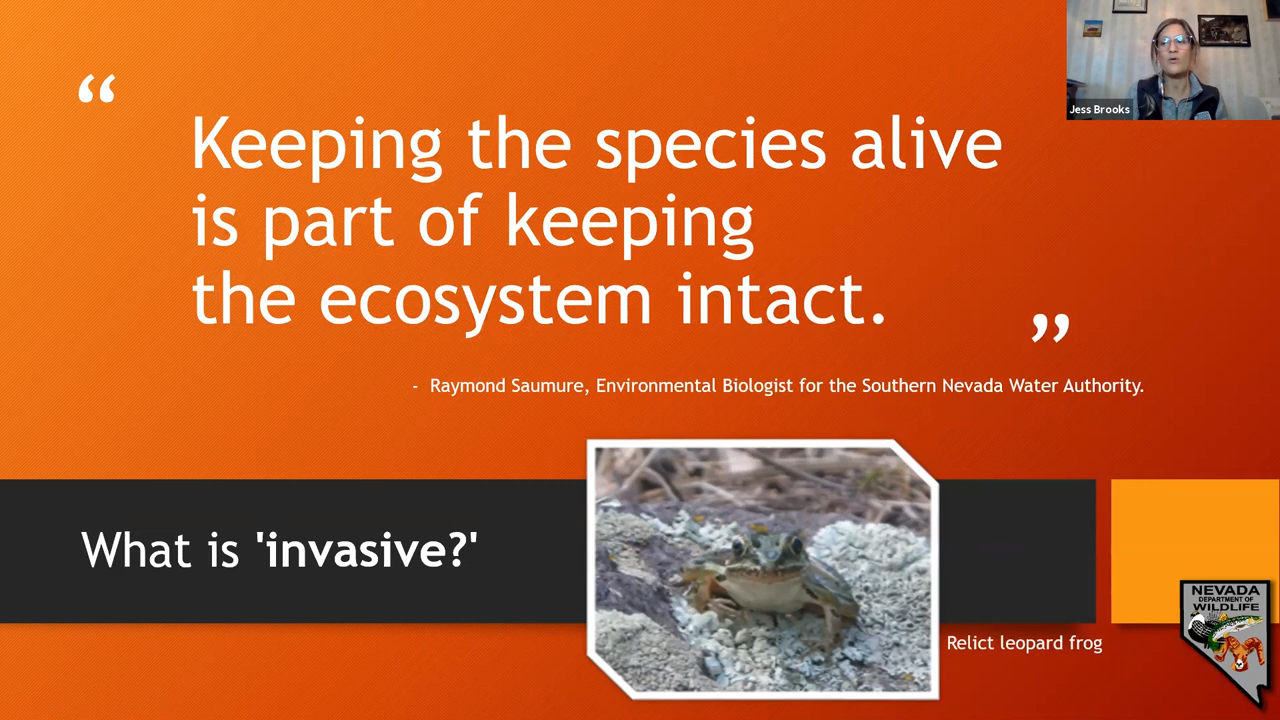 Jess Brooks
“
Keeping the species alive
is part of keeping
the ecosystem intact.
”
- Raymond Saumure, Environmental Biologist for the Southern Nevada Water Authority.
What is 'invasive?'
Relict leopard frog
NEVADA
DEPARTMENT OF
WILDLIFE